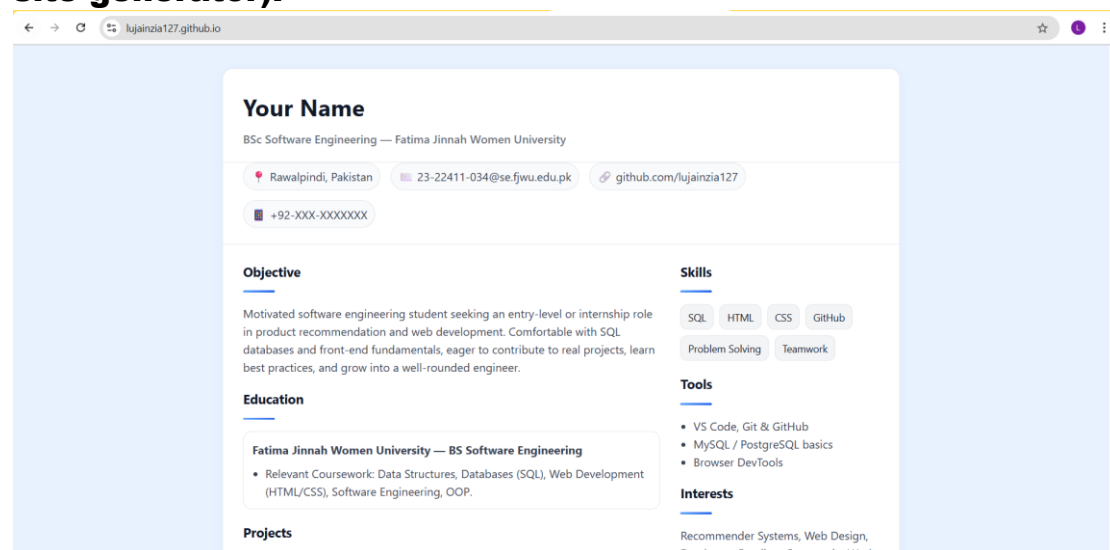 site generator).
lujainzia127.github.io
L
Your Name
BSc Software Engineering — Fatima Jinnah Women University
Rawalpindi, Pakistan
23-22411-034@se.fjwu.edu.pk
github.com/lujainzia127
+92-XXX-XXXXXXX
Objective
Motivated software engineering student seeking an entry-level or internship role
in product recommendation and web development. Comfortable with SQL
databases and front-end fundamentals, eager to contribute to real projects, learn
best practices, and grow into a well-rounded engineer.
Education
Fatima Jinnah Women University — BS Software Engineering
• Relevant Coursework: Data Structures, Databases (SQL), Web Development
(HTML/CSS), Software Engineering, OOP.
Projects
Skills
SQL
HTML
CSS
GitHub
Problem Solving
Teamwork
Tools
• VS Code, Git & GitHub
• MySQL / PostgreSQL basics
• Browser DevTools
Interests
Recommender Systems, Web Design,